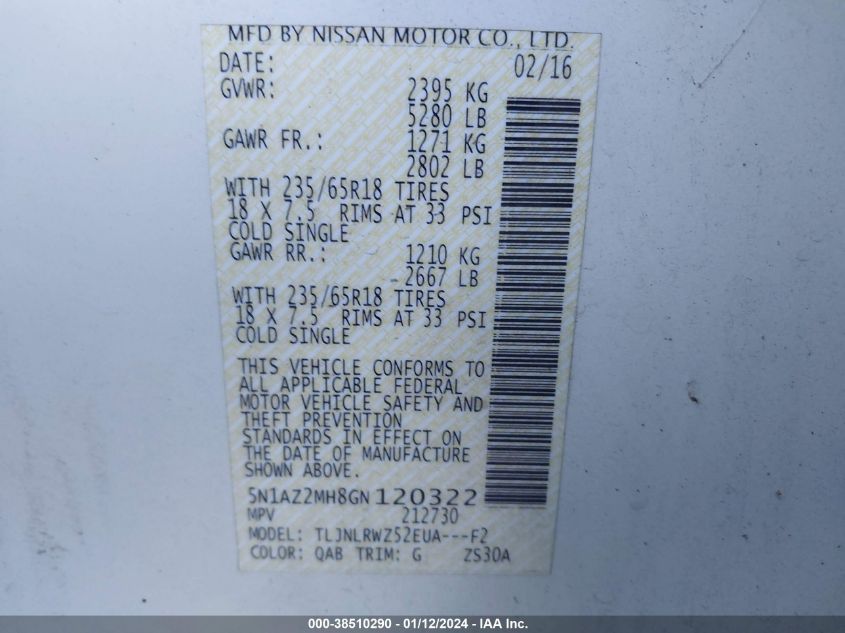 MFD BY NISSAN MOTOR CO., LTD.
DATE: 02/16
GVWR: 2395 KG
5280 LB
GAWR FR.: 1271 KG
2802 LB
WITH 235/65R18 TIRES
18 X 7.5 RIMS AT 33 PSI
COLD SINGLE
GAWR RR.: 1210 KG
2667 LB
WITH 235/65R18 TIRES
18 X 7.5 RIMS AT 33 PSI
COLD SINGLE
THIS VEHICLE CONFORMS TO
ALL APPLICABLE FEDERAL
MOTOR VEHICLE SAFETY AND
THEFT PREVENTION
STANDARDS IN EFFECT ON
THE DATE OF MANUFACTURE
SHOWN ABOVE.
5N1AZ2MH8GN120322
MPV 212730
MODEL: TLJNLRWZ52EUA---F2
COLOR: QAB TRIM: G ZS30A
000-38510290 - 01/12/2024 - IAA Inc.